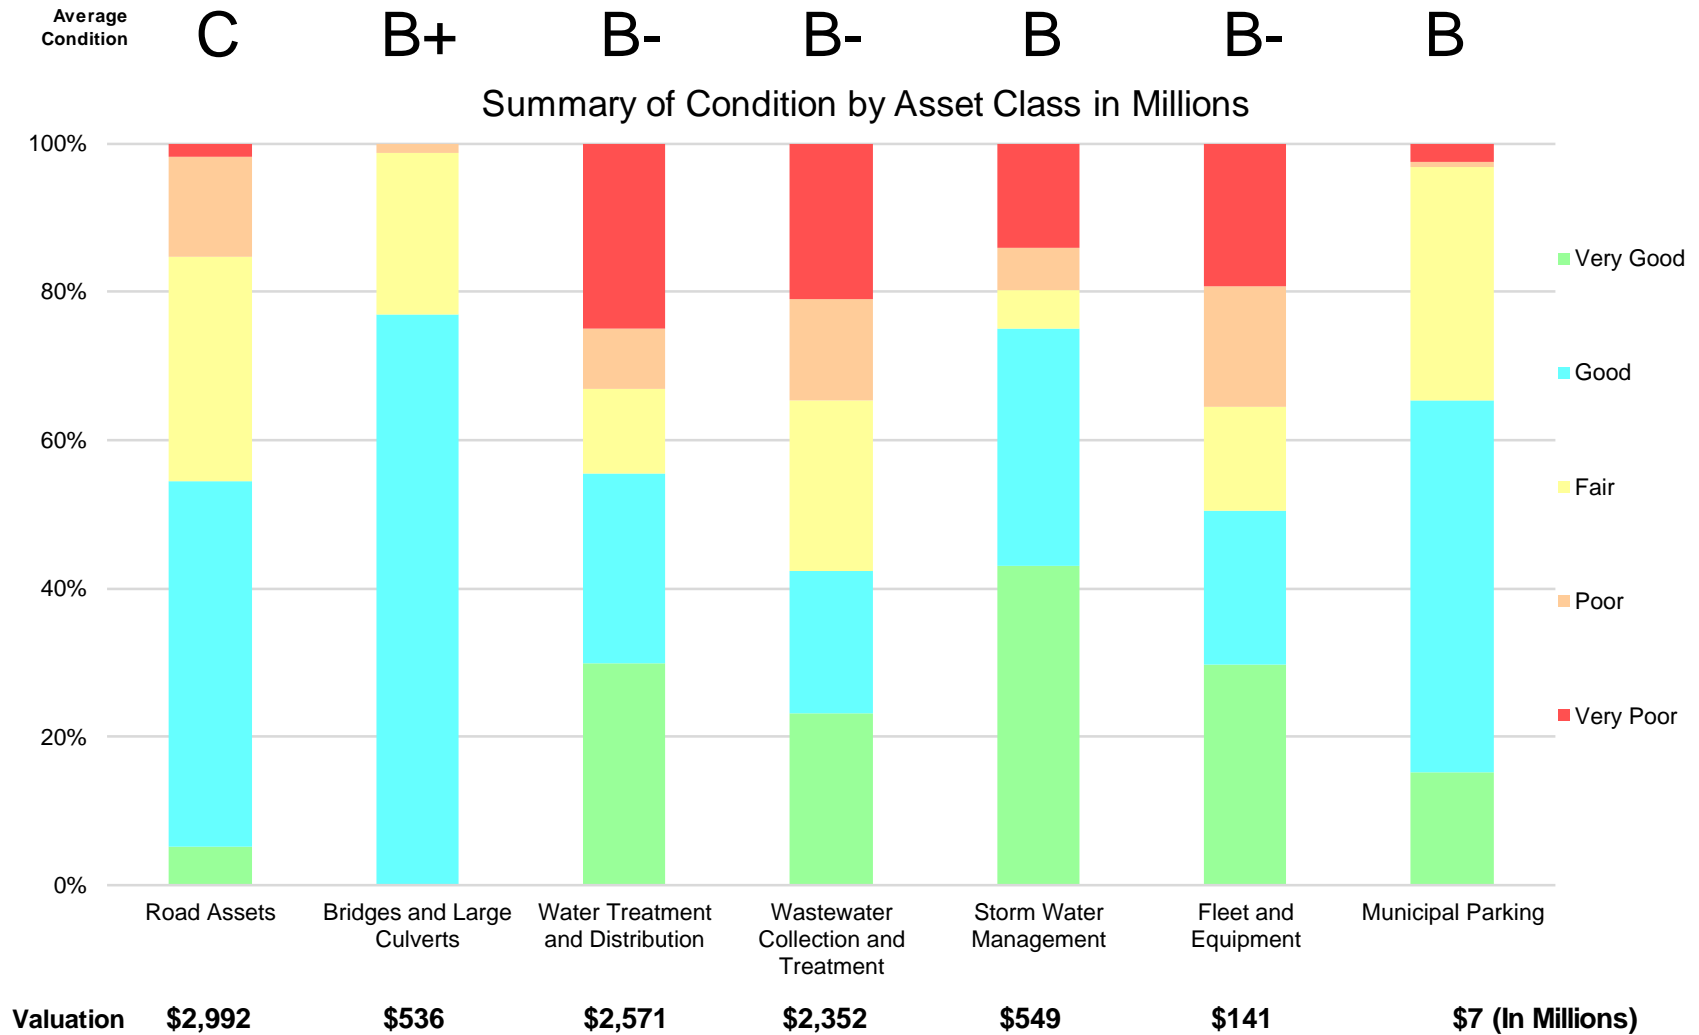 Average
Condition
C B+ B- B- B B- B
Summary of Condition by Asset Class in Millions
100%
80%
60%
40%
20%
0%
Very Good
Good
Fair
Poor
Very Poor
Road Assets
Bridges and Large
Culverts
Water Treatment
and Distribution
Wastewater
Collection and
Treatment
Storm Water
Management
Fleet and
Equipment
Municipal Parking
Valuation $2,992 $536 $2,571 $2,352 $549 $141 $7 (In Millions)